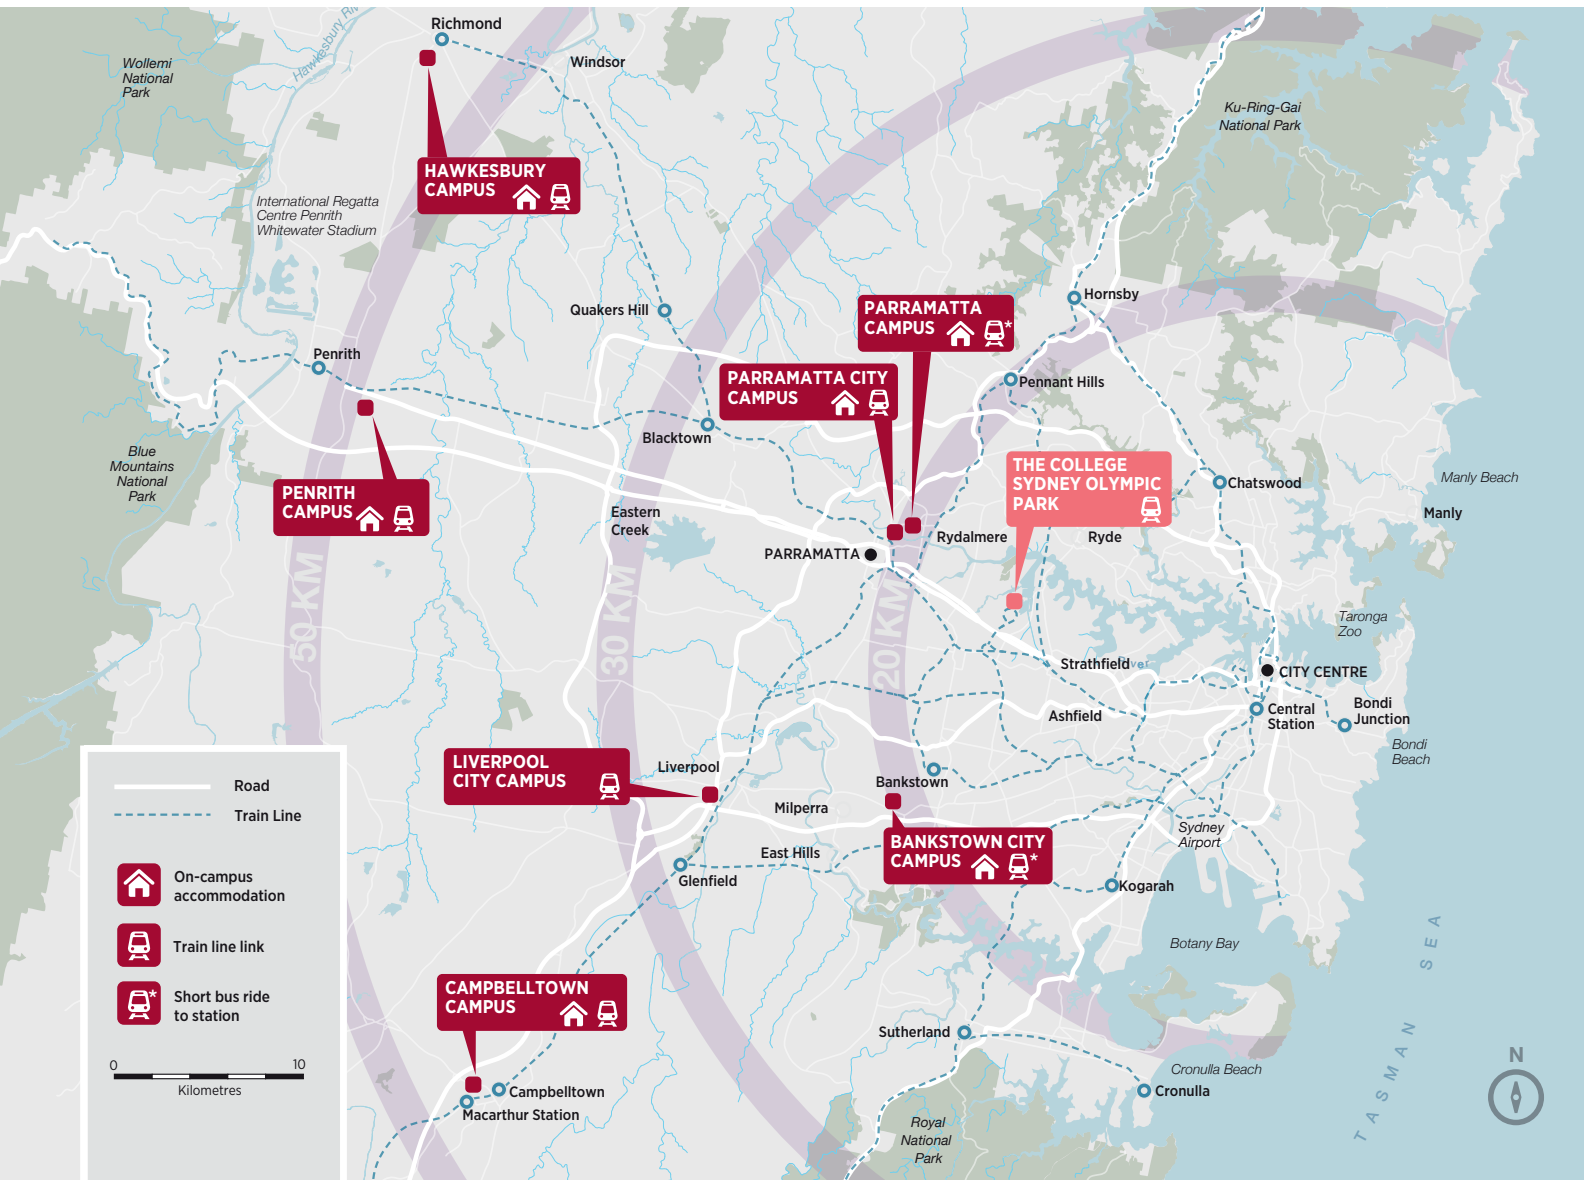 Richmond
Windsor
Wollemi
National
Park
Hawkesbury Riv
Ku-Ring-Gai
National Park
HAWKESBURY
CAMPUS
International Regatta
Centre Penrith
Whitewater Stadium
Quakers Hill
Hornsby
PARRAMATTA
CAMPUS
*
Penrith
PARRAMATTA CITY
CAMPUS
Pennant Hills
Blacktown
Blue
Mountains
National
Park
THE COLLEGE
SYDNEY OLYMPIC
PARK
Chatswood
Manly Beach
PENRITH
CAMPUS
Eastern
Creek
Manly
Rydalmere
Ryde
PARRAMATTA
50 KM
30 KM
20 KM
Taronga
Zoo
Strathfield
ver
CITY CENTRE
Ashfield
Central
Station
Bondi
Junction
Bondi
Beach
LIVERPOOL
CITY CAMPUS
Liverpool
Bankstown
Milperra
Sydney
Airport
BANKSTOWN CITY
CAMPUS
*
East Hills
Glenfield
Kogarah
Botany Bay
TASMAN SEA
CAMPBELLTOWN
CAMPUS
Sutherland
Cronulla Beach
Cronulla
Campbelltown
Macarthur Station
Royal
National
Park
N
Road
Train Line
On-campus
accommodation
Train line link
*
Short bus ride
to station
0 10
Kilometres